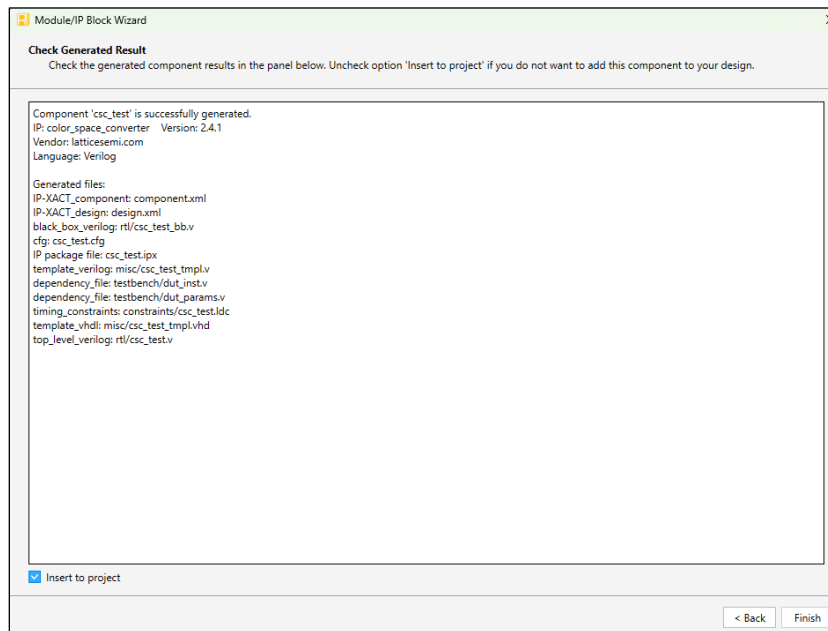 Module/IP Block Wizard
Check Generated Result
Check the generated component results in the panel below. Uncheck option 'Insert to project' if you do not want to add this component to your design.
Component 'csc_test' is successfully generated.
IP: color_space_converter Version: 2.4.1
Vendor: latticesemi.com
Language: Verilog
Generated files:
IP-XACT_component: component.xml
IP-XACT_design: design.xml
black_box_verilog: rtl/csc_test_bb.v
cfg: csc_test.cfg
IP package file: csc_test.ipx
template_verilog: misc/csc_test_tmpl.v
dependency_file: testbench/dut_inst.v
dependency_file: testbench/dut_params.v
timing_constraints: constraints/csc_test.ldc
template_vhdl: misc/csc_test_tmpl.vhd
top_level_verilog: rtl/csc_test.v
Insert to project
< Back Finish